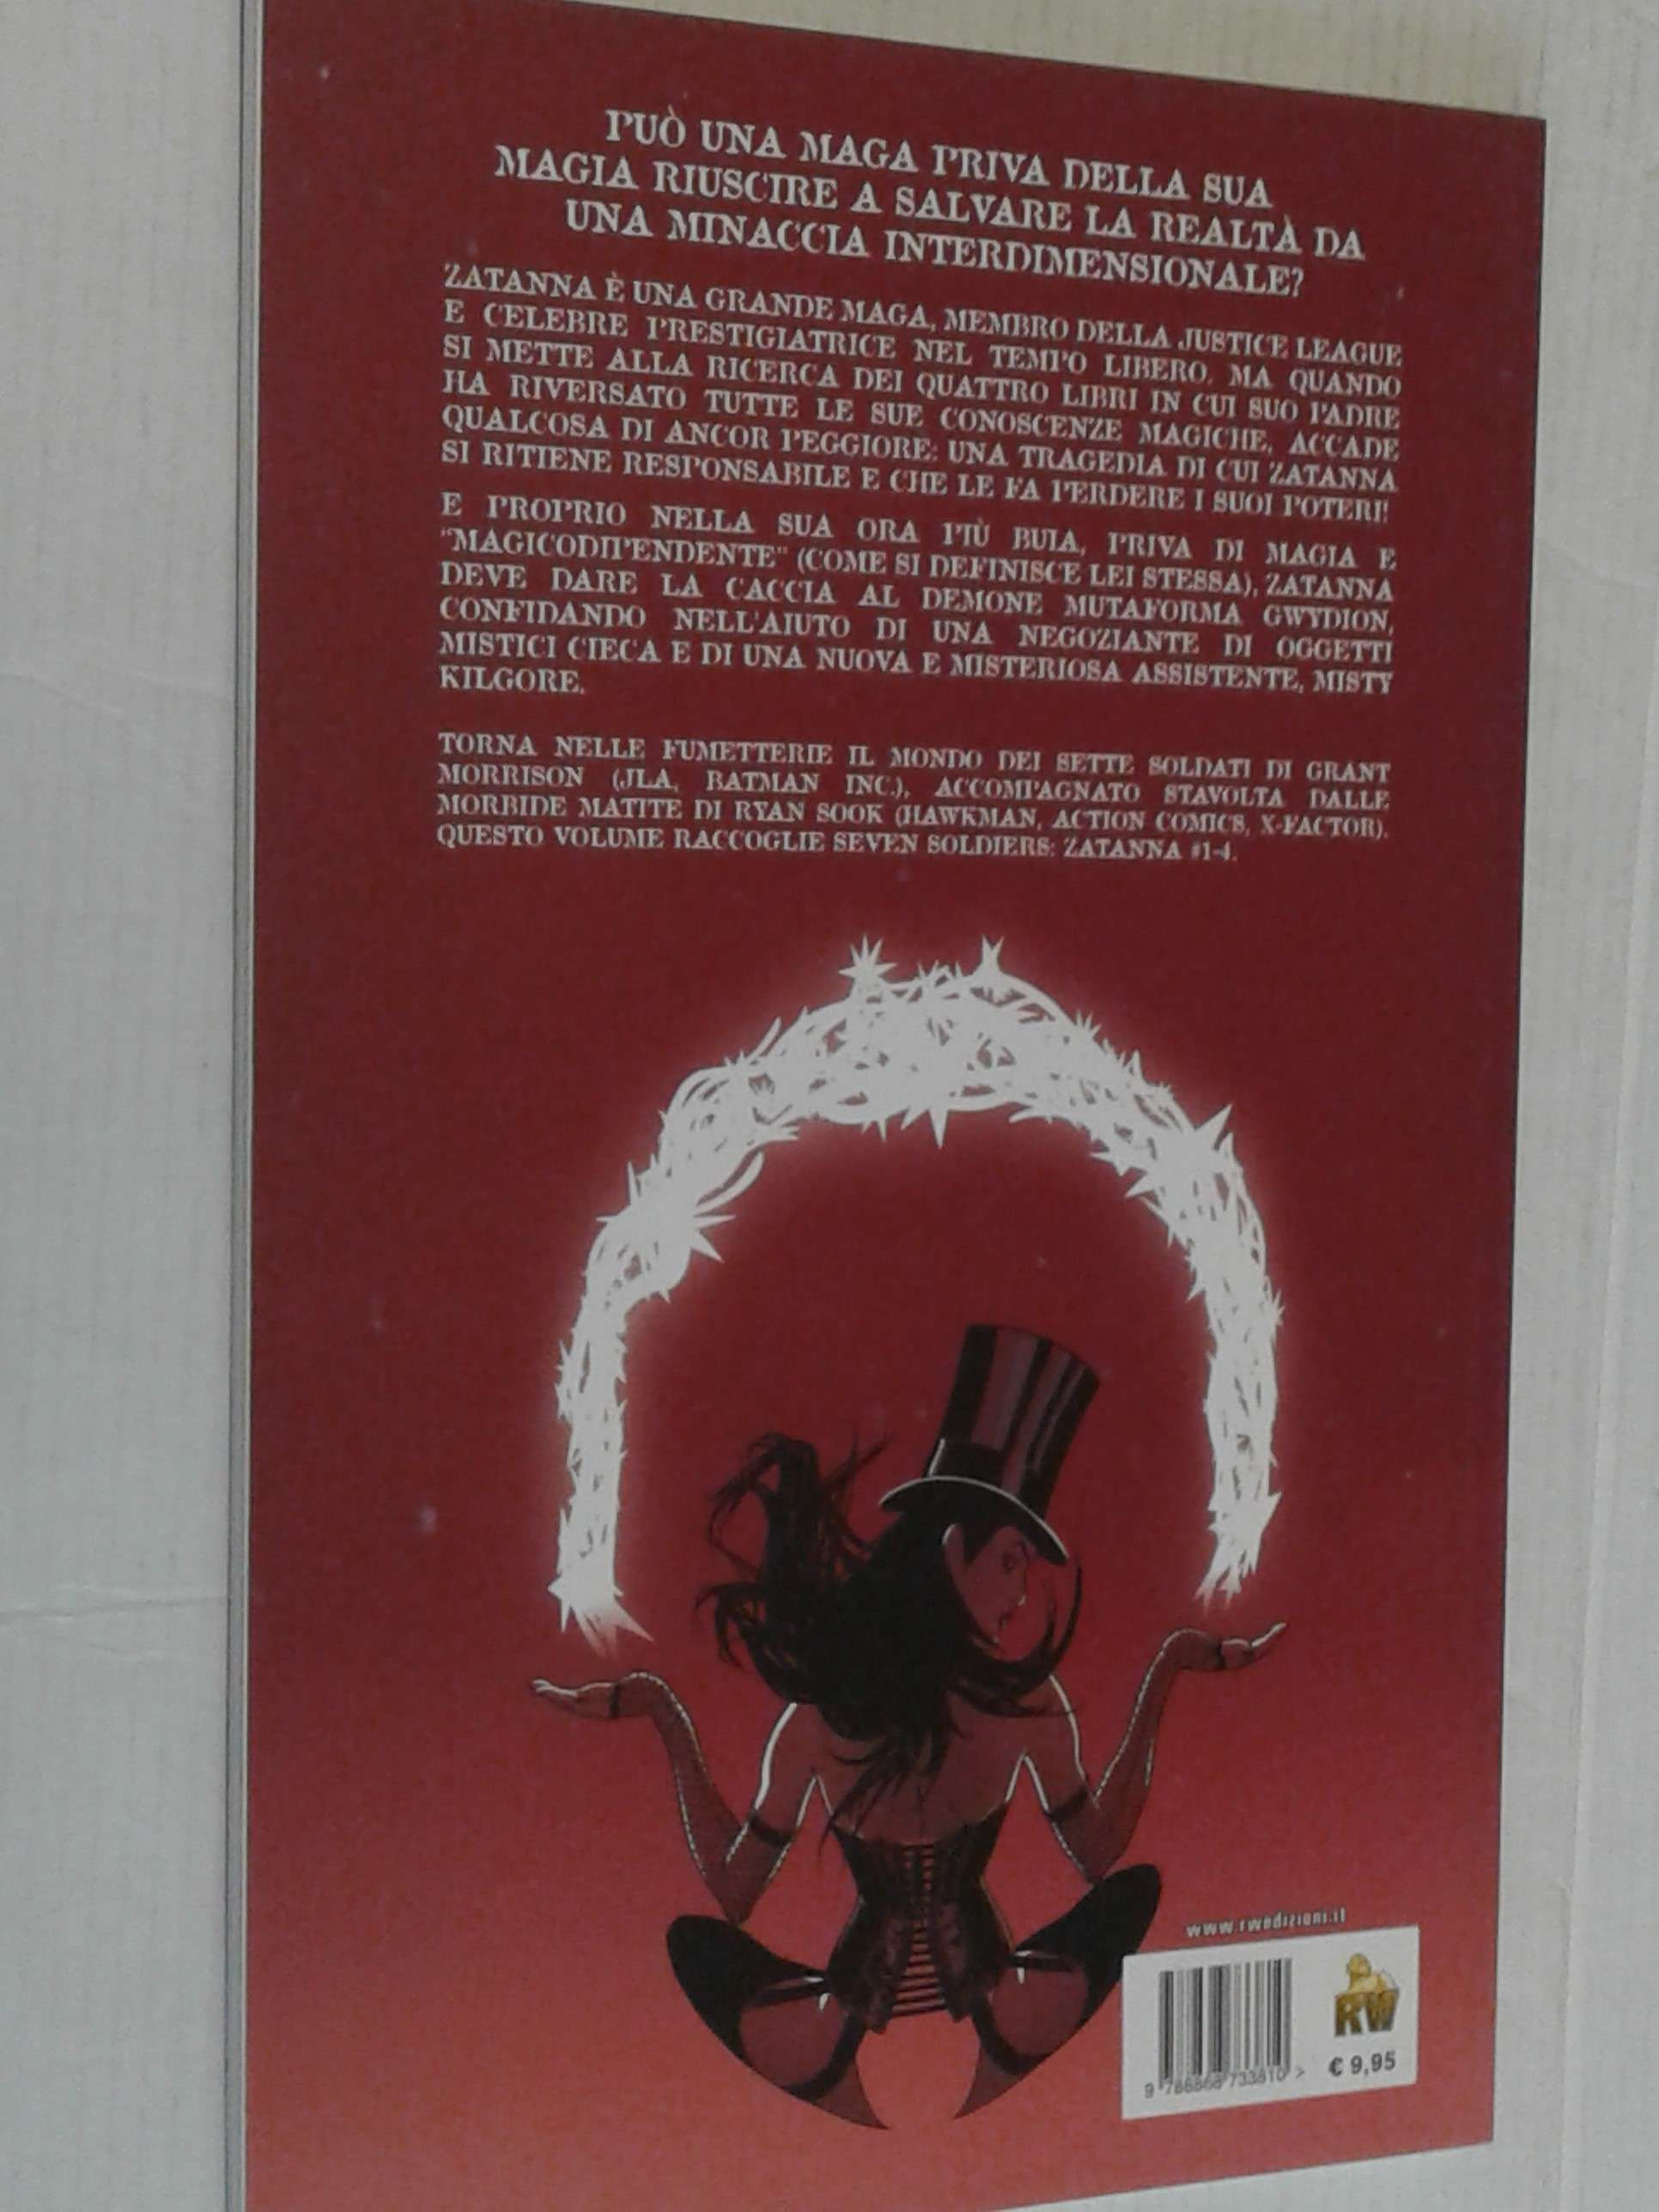 PUÒ UNA MAGA PRIVA DELLA SUA
MAGIA RIUSCIRE A SALVARE LA REALTÀ DA
UNA MINACCIA INTERDIMENSIONALE?
ZATANNA È UNA GRANDE MAGA, MEMBRO DELLA JUSTICE LEAGUE
E CELEBRE PRESTIGIATRICE NEL TEMPO LIBERO. MA QUANDO
SI METTE ALLA RICERCA DEI QUATTRO LIBRI IN CUI SUO PADRE
HA RIVERSATO TUTTE LE SUE CONOSCENZE MAGICHE, ACCADE
QUALCOSA DI ANCOR PEGGIORE: UNA TRAGEDIA DI CUI ZATANNA
SI RITIENE RESPONSABILE E CHE LE FA PERDERE I SUOI POTERI!
E PROPRIO NELLA SUA ORA PIÙ BUIA, PRIVA DI MAGIA E
"MAGICODIPENDENTE" (COME SI DEFINISCE LEI STESSA), ZATANNA
DEVE DARE LA CACCIA AL DEMONE MUTAFORMA GWYDION,
CONFIDANDO NELL'AIUTO DI UNA NEGOZIANTE DI OGGETTI
MISTICI CIECA E DI UNA NUOVA E MISTERIOSA ASSISTENTE, MISTY
KILGORE.
TORNA NELLE FUMETTERIE IL MONDO DEI SETTE SOLDATI DI GRANT
MORRISON (JLA, BATMAN INC.), ACCOMPAGNATO STAVOLTA DALLE
MORBIDE MATITE DI RYAN SOOK (HAWKMAN, ACTION COMICS, X-FACTOR).
QUESTO VOLUME RACCOGLIE SEVEN SOLDIERS: ZATANNA #1-4.
www.rwedizioni.it
RW
€ 9,95
9 788868 733810 >